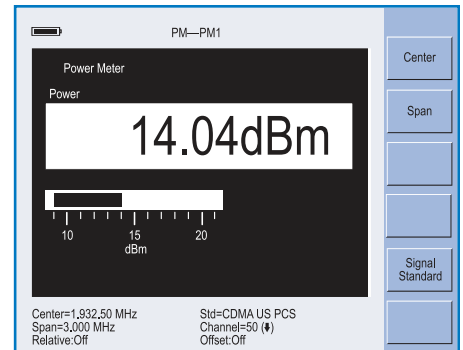 PM—PM1
Center
Power Meter
Power
Span
14.04dBm
10 15 20
dBm
Signal
Standard
Center=1,932.50 MHz Std=CDMA US PCS
Span=3.000 MHz Channel=50 (⬇)
Relative:Off Offset:Off